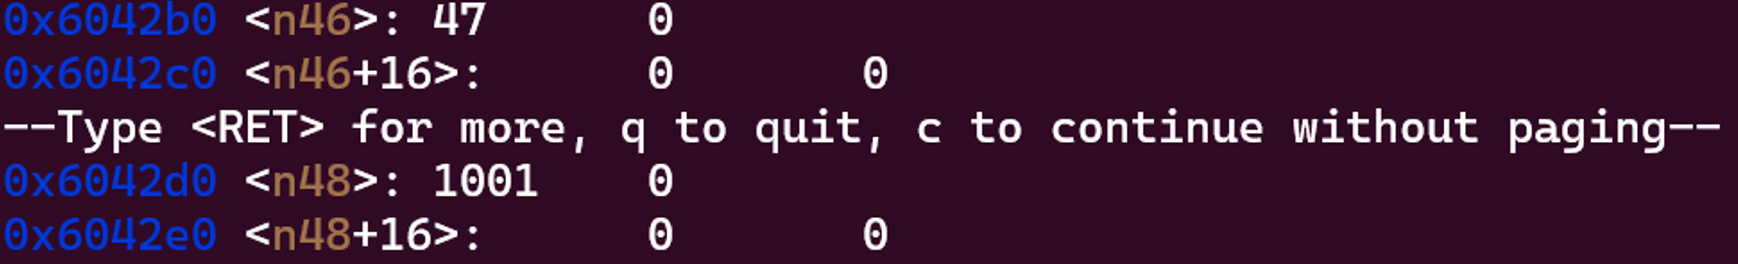 0x6042b0 <n46>: 47 0
0x6042c0 <n46+16>: 0 0
--Type <RET> for more, q to quit, c to continue without paging--
0x6042d0 <n48>: 1001 0
0x6042e0 <n48+16>: 0 0